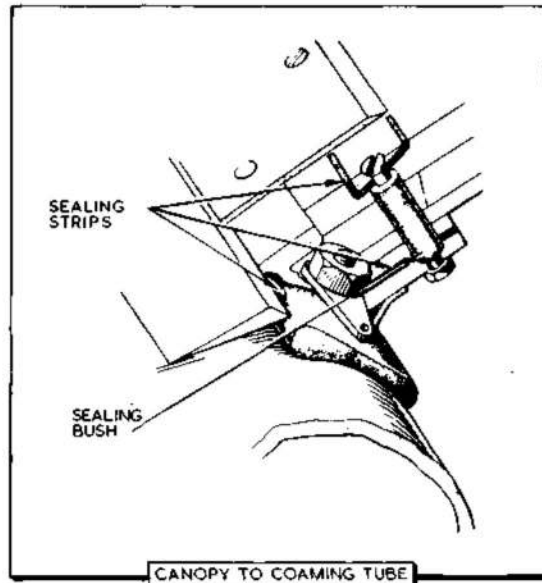 SEALING
STRIPS
SEALING
BUSH
CANOPY TO COAMING TUBE